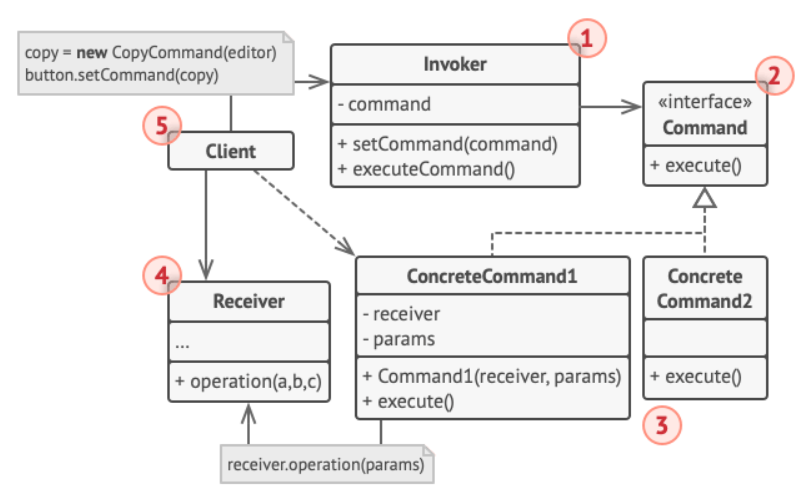 copy = new CopyCommand(editor)
button.setCommand(copy)
1
Invoker
- command
+ setCommand(command)
+ executeCommand()
2
«interface»
Command
+ execute()
5
Client
4
Receiver
...
+ operation(a,b,c)
ConcreteCommand1
- receiver
- params
+ Command1(receiver, params)
+ execute()
Concrete
Command2
+ execute()
3
receiver.operation(params)